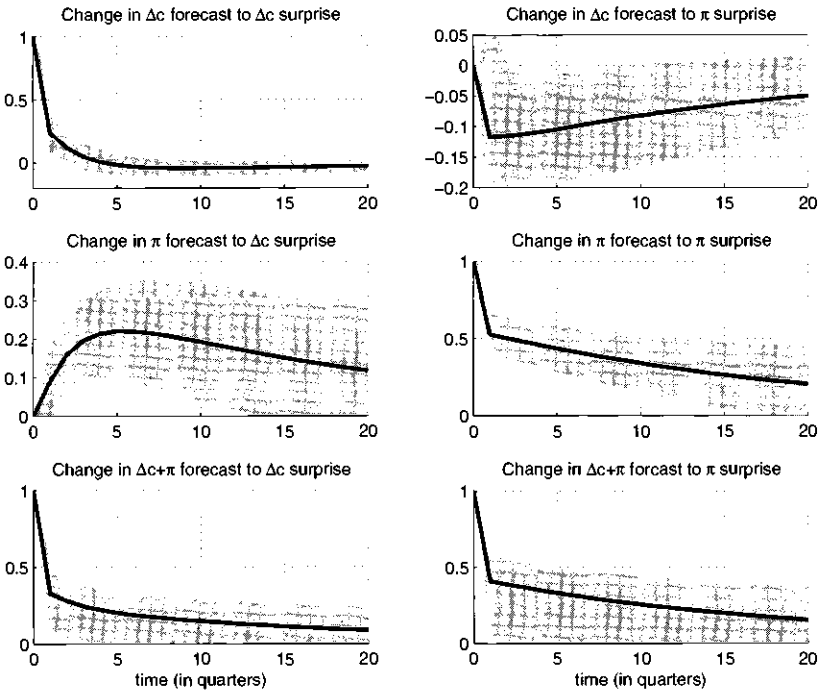 Change in Δc forecast to Δc surprise
1
0.5
0
0 5 10 15 20
Change in Δc forecast to π surprise
0.05
0
−0.05
−0.1
−0.15
−0.2
0 5 10 15 20
Change in π forecast to Δc surprise
0.4
0.3
0.2
0.1
0
0 5 10 15 20
Change in π forecast to π surprise
1
0.5
0
0 5 10 15 20
Change in Δc+π forecast to Δc surprise
1
0.5
0
0 5 10 15 20
time (in quarters)
Change in Δc+π forcast to π surprise
1
0.5
0
0 5 10 15 20
time (in quarters)